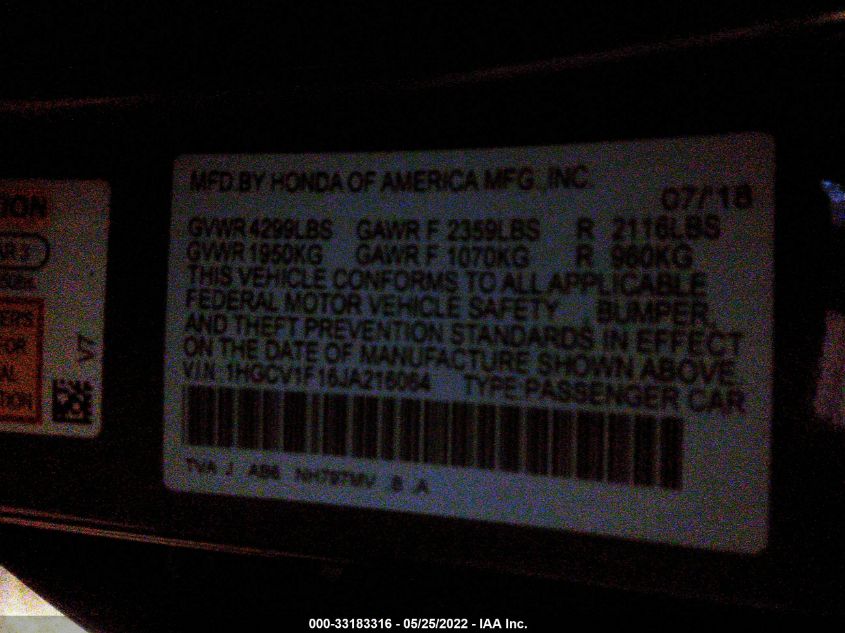 MFD.BY HONDA OF AMERICA MFG., INC.
07/'18
GVWR 4299LBS GAWR F 2359LBS R 2116LBS
GVWR 1950KG GAWR F 1070KG R 960KG
THIS VEHICLE CONFORMS TO ALL APPLICABLE
FEDERAL MOTOR VEHICLE SAFETY BUMPER,
AND THEFT PREVENTION STANDARDS IN EFFECT
ON THE DATE OF MANUFACTURE SHOWN ABOVE
V.I.N: 1HGCV1F16JA216064 TYPE:PASSENGER CAR
TVA J AB6 NH797MV B A
V7
000-33183316 - 05/25/2022 - IAA Inc.